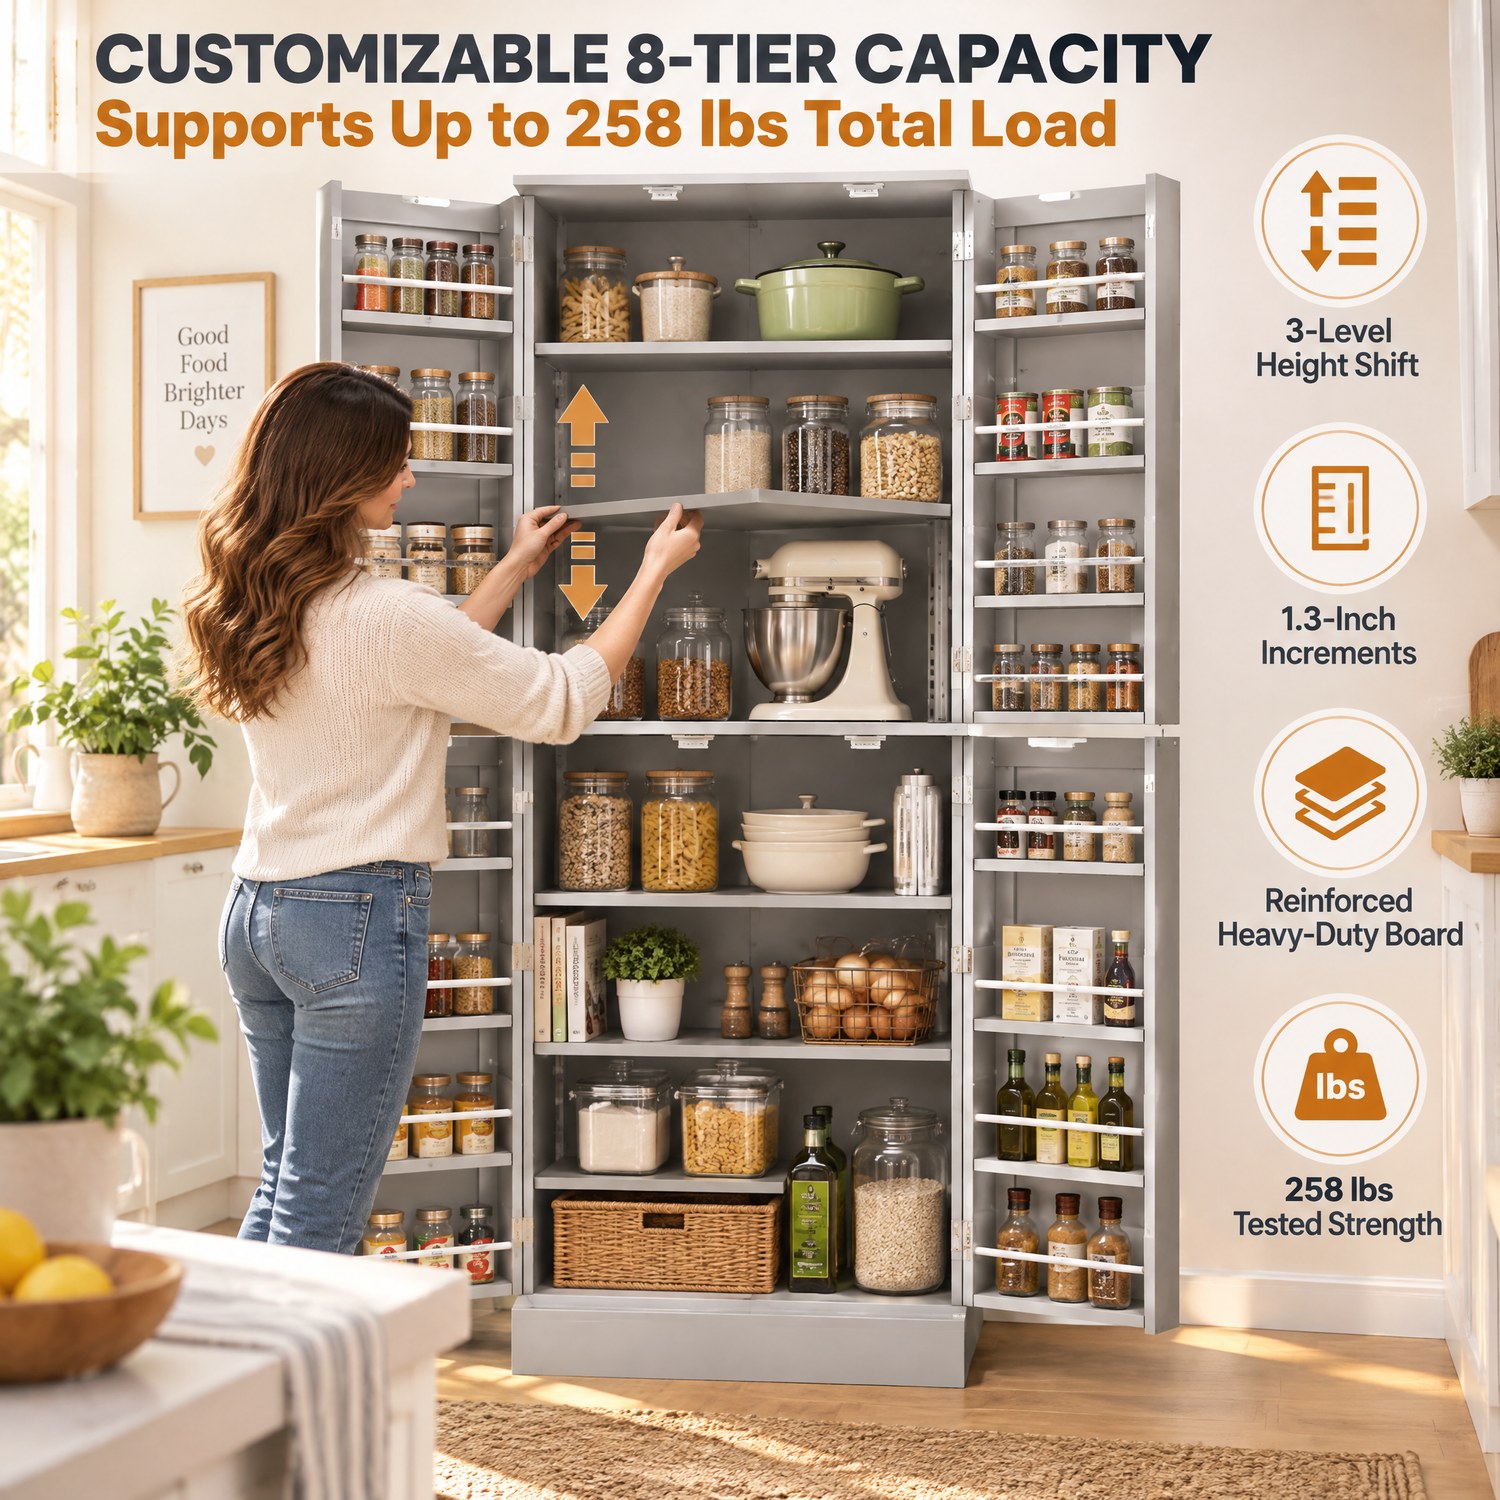 CUSTOMIZABLE 8-TIER CAPACITY
Supports Up to 258 lbs Total Load
Good
Food
Brighter
Days
3-Level
Height Shift
1.3-Inch
Increments
Reinforced
Heavy-Duty Board
lbs
258 lbs
Tested Strength